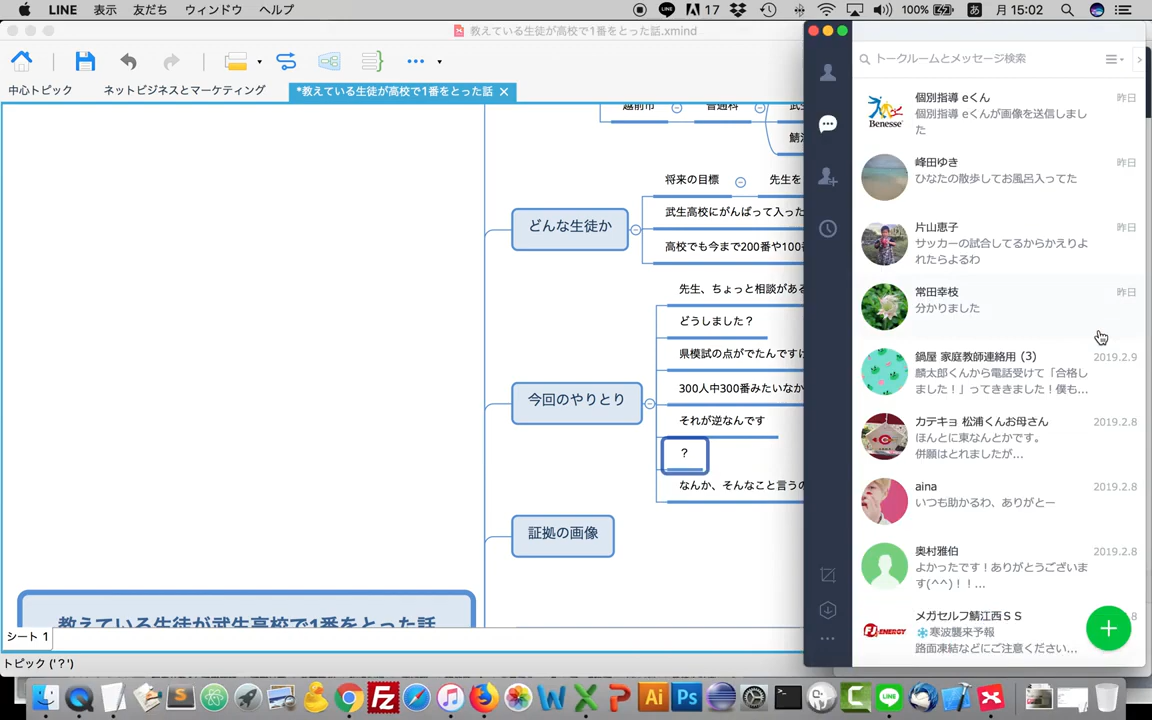 LINE 表示 友だち ウィンドウ ヘルプ
17 100% あ 月 15:02
教えている生徒が高校で1番をとった話.xmind
中心トピック ネットビジネスとマーケティング *教えている生徒が高校で1番をとった話 ×
越前市 普通科
どんな生徒か
将来の目標 先生を
武生高校にがんばって入った
高校でも今まで200番や100番
今回のやりとり
先生、ちょっと相談がある
どうしました？
県模試の点がでたんですけ
300人中300番みたいなか
それが逆なんです
？
なんか、そんなこと言うの
証拠の画像
教えている生徒が武生高校で1番をとった話
シート 1
トピック ('？')
トークルームとメッセージ検索
個別指導 eくん 昨日
個別指導 eくんが画像を送信しまし
た
Benesse
峰田ゆき 昨日
ひなたの散歩してお風呂入ってた
片山恵子 昨日
サッカーの試合してるからかえりよ
れたらよるわ
常田幸枝 昨日
分かりました
鍋屋 家庭教師連絡用 (3) 2019.2.9
麟太郎くんから電話受けて「合格し
ました！」ってききました！僕も...
カテキョ 松浦くんお母さん 2019.2.8
ほんとに東なんとかです。
併願はとれましたが...
aina 2019.2.8
いつも助かるわ、ありがとー
奥村雅伯 2019.2.8
よかったです！ありがとうございま
す(^^)！！...
メガセルフ鯖江西ＳＳ
寒波襲来予報
路面凍結などにご注意ください...
ENERGY
Fz
W
X
P
Ai
Ps
C
LINE